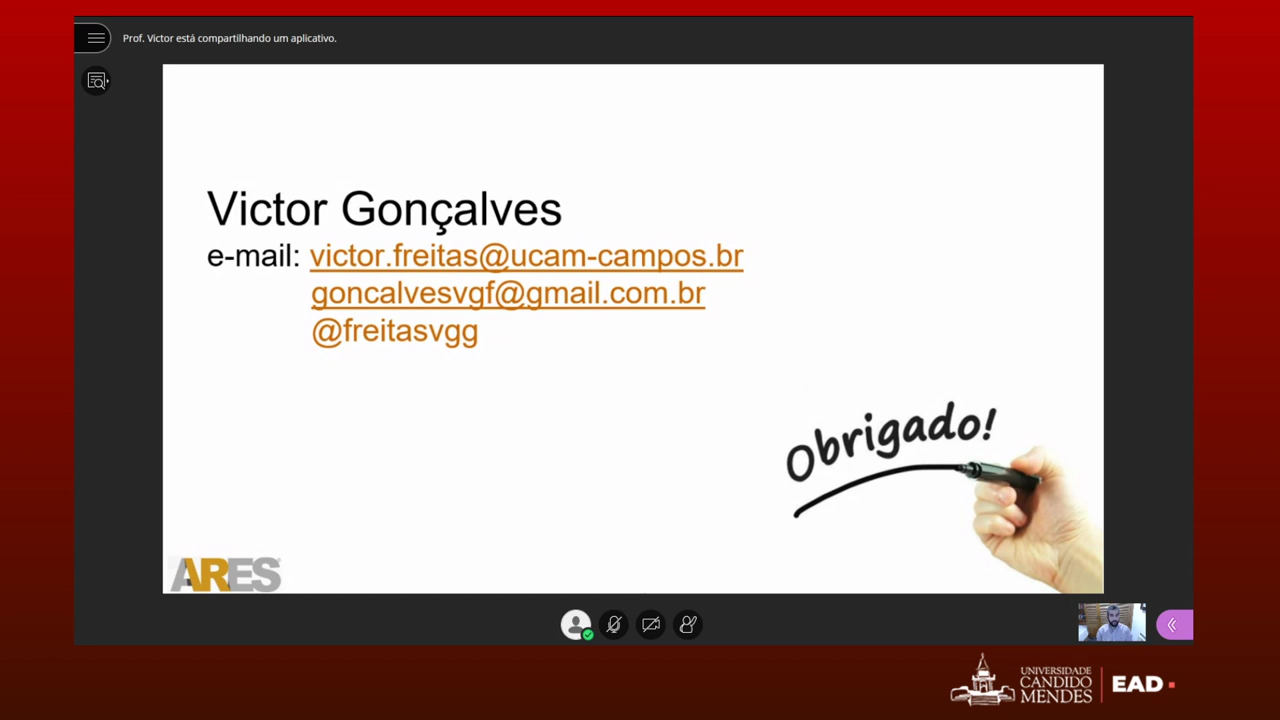 Prof. Victor está compartilhando um aplicativo.
Victor Gonçalves
e-mail: victor.freitas@ucam-campos.br
goncalvesvgf@gmail.com.br
@freitasvgg
Obrigado!
ARES
UNIVERSIDADE
CANDIDO
MENDES
EAD